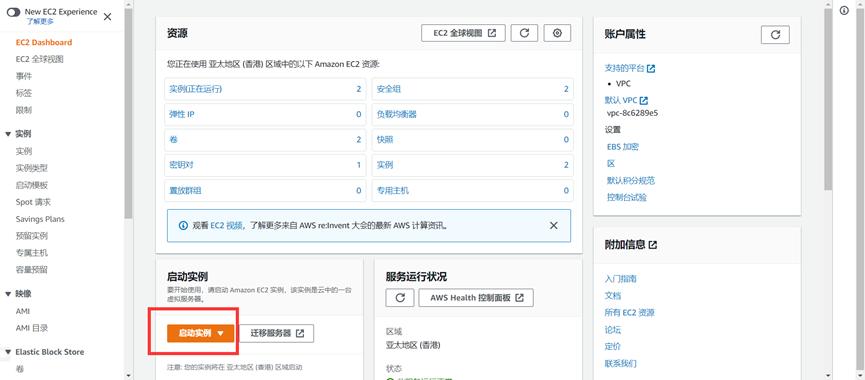 New EC2 Experience
了解更多
EC2 Dashboard
EC2 全球视图
事件
标签
限制
实例
实例
实例类型
启动模板
Spot 请求
Savings Plans
预留实例
专属主机
容量预留
映像
AMI
AMI 目录
Elastic Block Store
卷
资源
EC2 全球视图
您正在使用 亚太地区 (香港) 区域中的以下 Amazon EC2 资源:
实例(正在运行) 2
安全组 2
弹性 IP 0
负载均衡器 0
卷 2
快照 0
密钥对 1
实例 2
置放群组 0
专用主机 0
观看 EC2 视频，了解更多来自 AWS re:Invent 大会的最新 AWS 计算资讯。
启动实例
要开始使用，请启动 Amazon EC2 实例，该实例是云中的一台
虚拟服务器。
启动实例
迁移服务器
注意: 您的实例将在 亚太地区 (香港) 区域启动
服务运行状况
AWS Health 控制面板
区域
亚太地区 (香港)
状态
账户属性
支持的平台
VPC
默认 VPC
vpc-8c6289e5
设置
EBS 加密
区
默认积分规范
控制台试验
附加信息
入门指南
文档
所有 EC2 资源
论坛
定价
联系我们